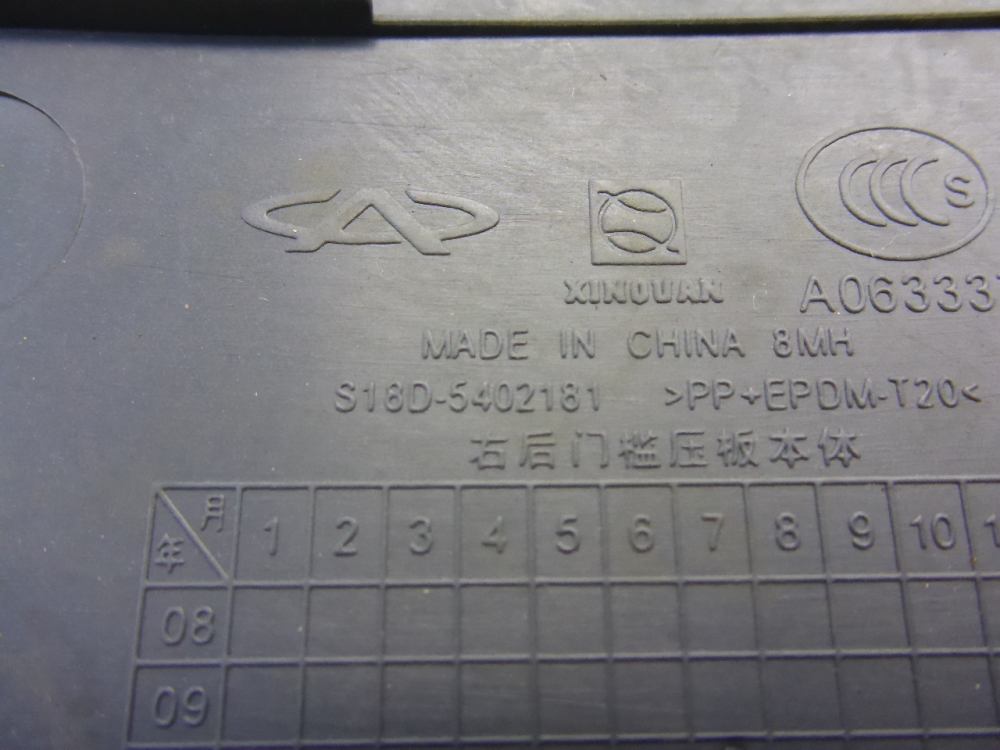 S
XINQUAN
A06333
MADE IN CHINA 8MH
S18D-5402181 >PP+EPDM-T20<
右后门槛压板本体
月
年
1 2 3 4 5 6 7 8 9 10
08
09